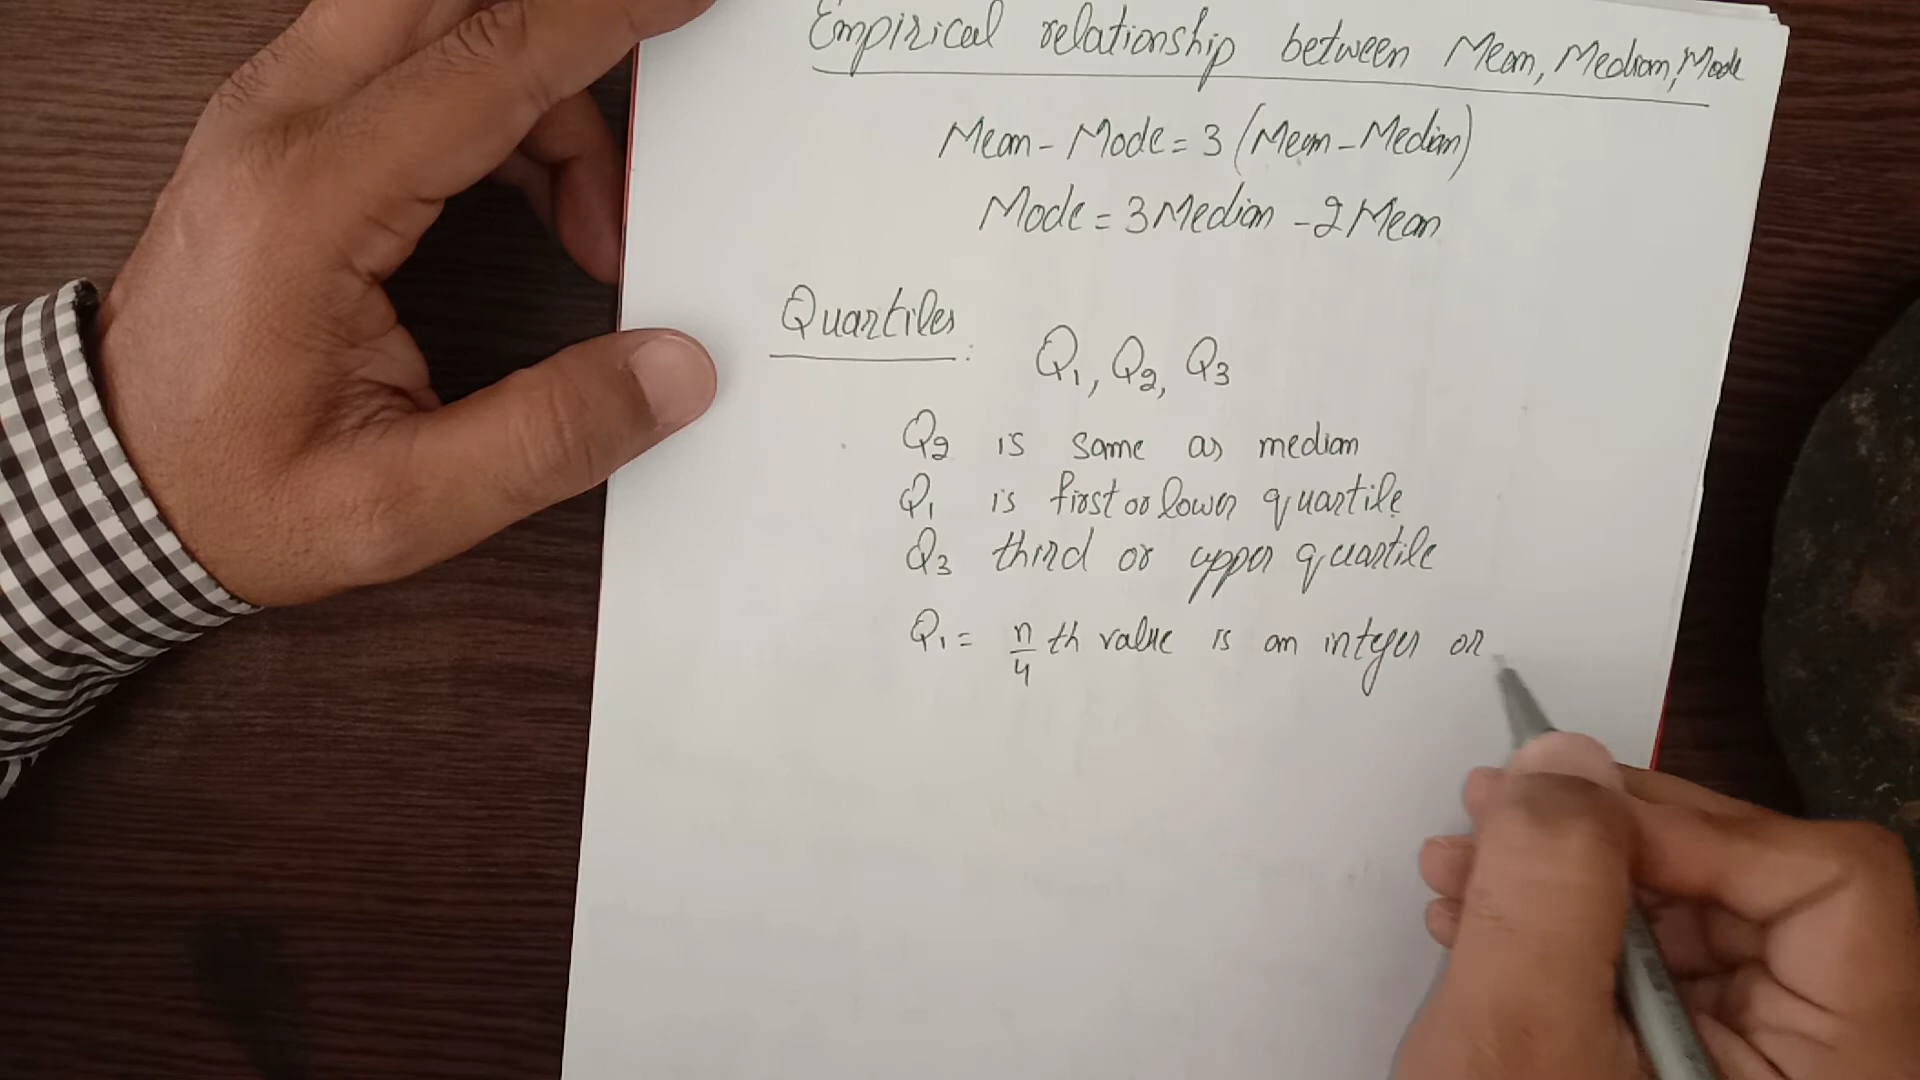 Empirical relationship between Mean, Median, Mode
Mean - Mode = 3 (Mean - Median)
Mode = 3 Median - 2 Mean
Quartiles : Q1, Q2, Q3
Q2 is same as median
Q1 is first or lower quartile
Q3 third or upper quartile
Q1 = n/4 th value is an integer or